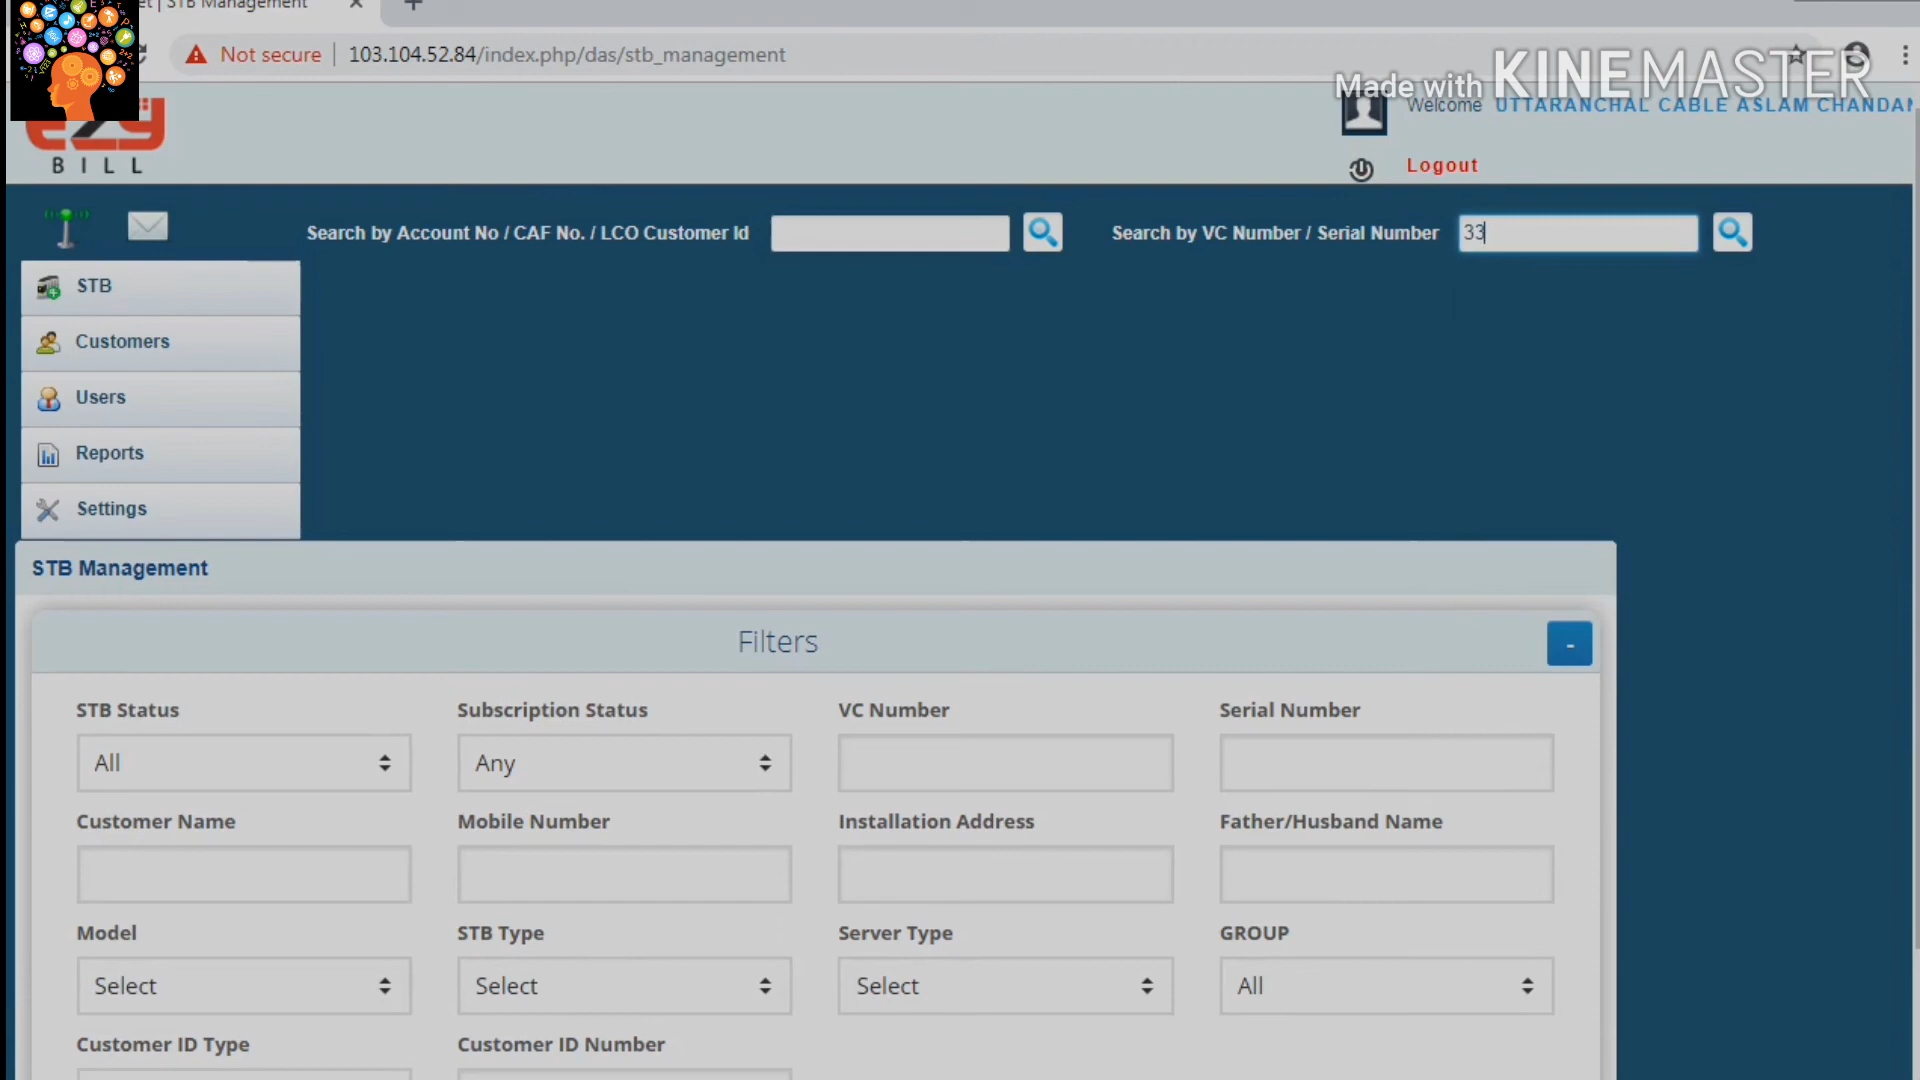 STB Management
Not secure 103.104.52.84/index.php/das/stb_management
Made with KINEMASTER
ezy
BILL
Welcome UTTARANCHAL CABLE ASLAM
Logout
Search by Account No / CAF No. / LCO Customer Id
Search by VC Number / Serial Number 33
STB
Customers
Users
Reports
Settings
STB Management
Filters -
STB Status Subscription Status VC Number Serial Number
All Any
Customer Name Mobile Number Installation Address Father/Husband Name
Model STB Type Server Type GROUP
Select Select Select All
Customer ID Type Customer ID Number